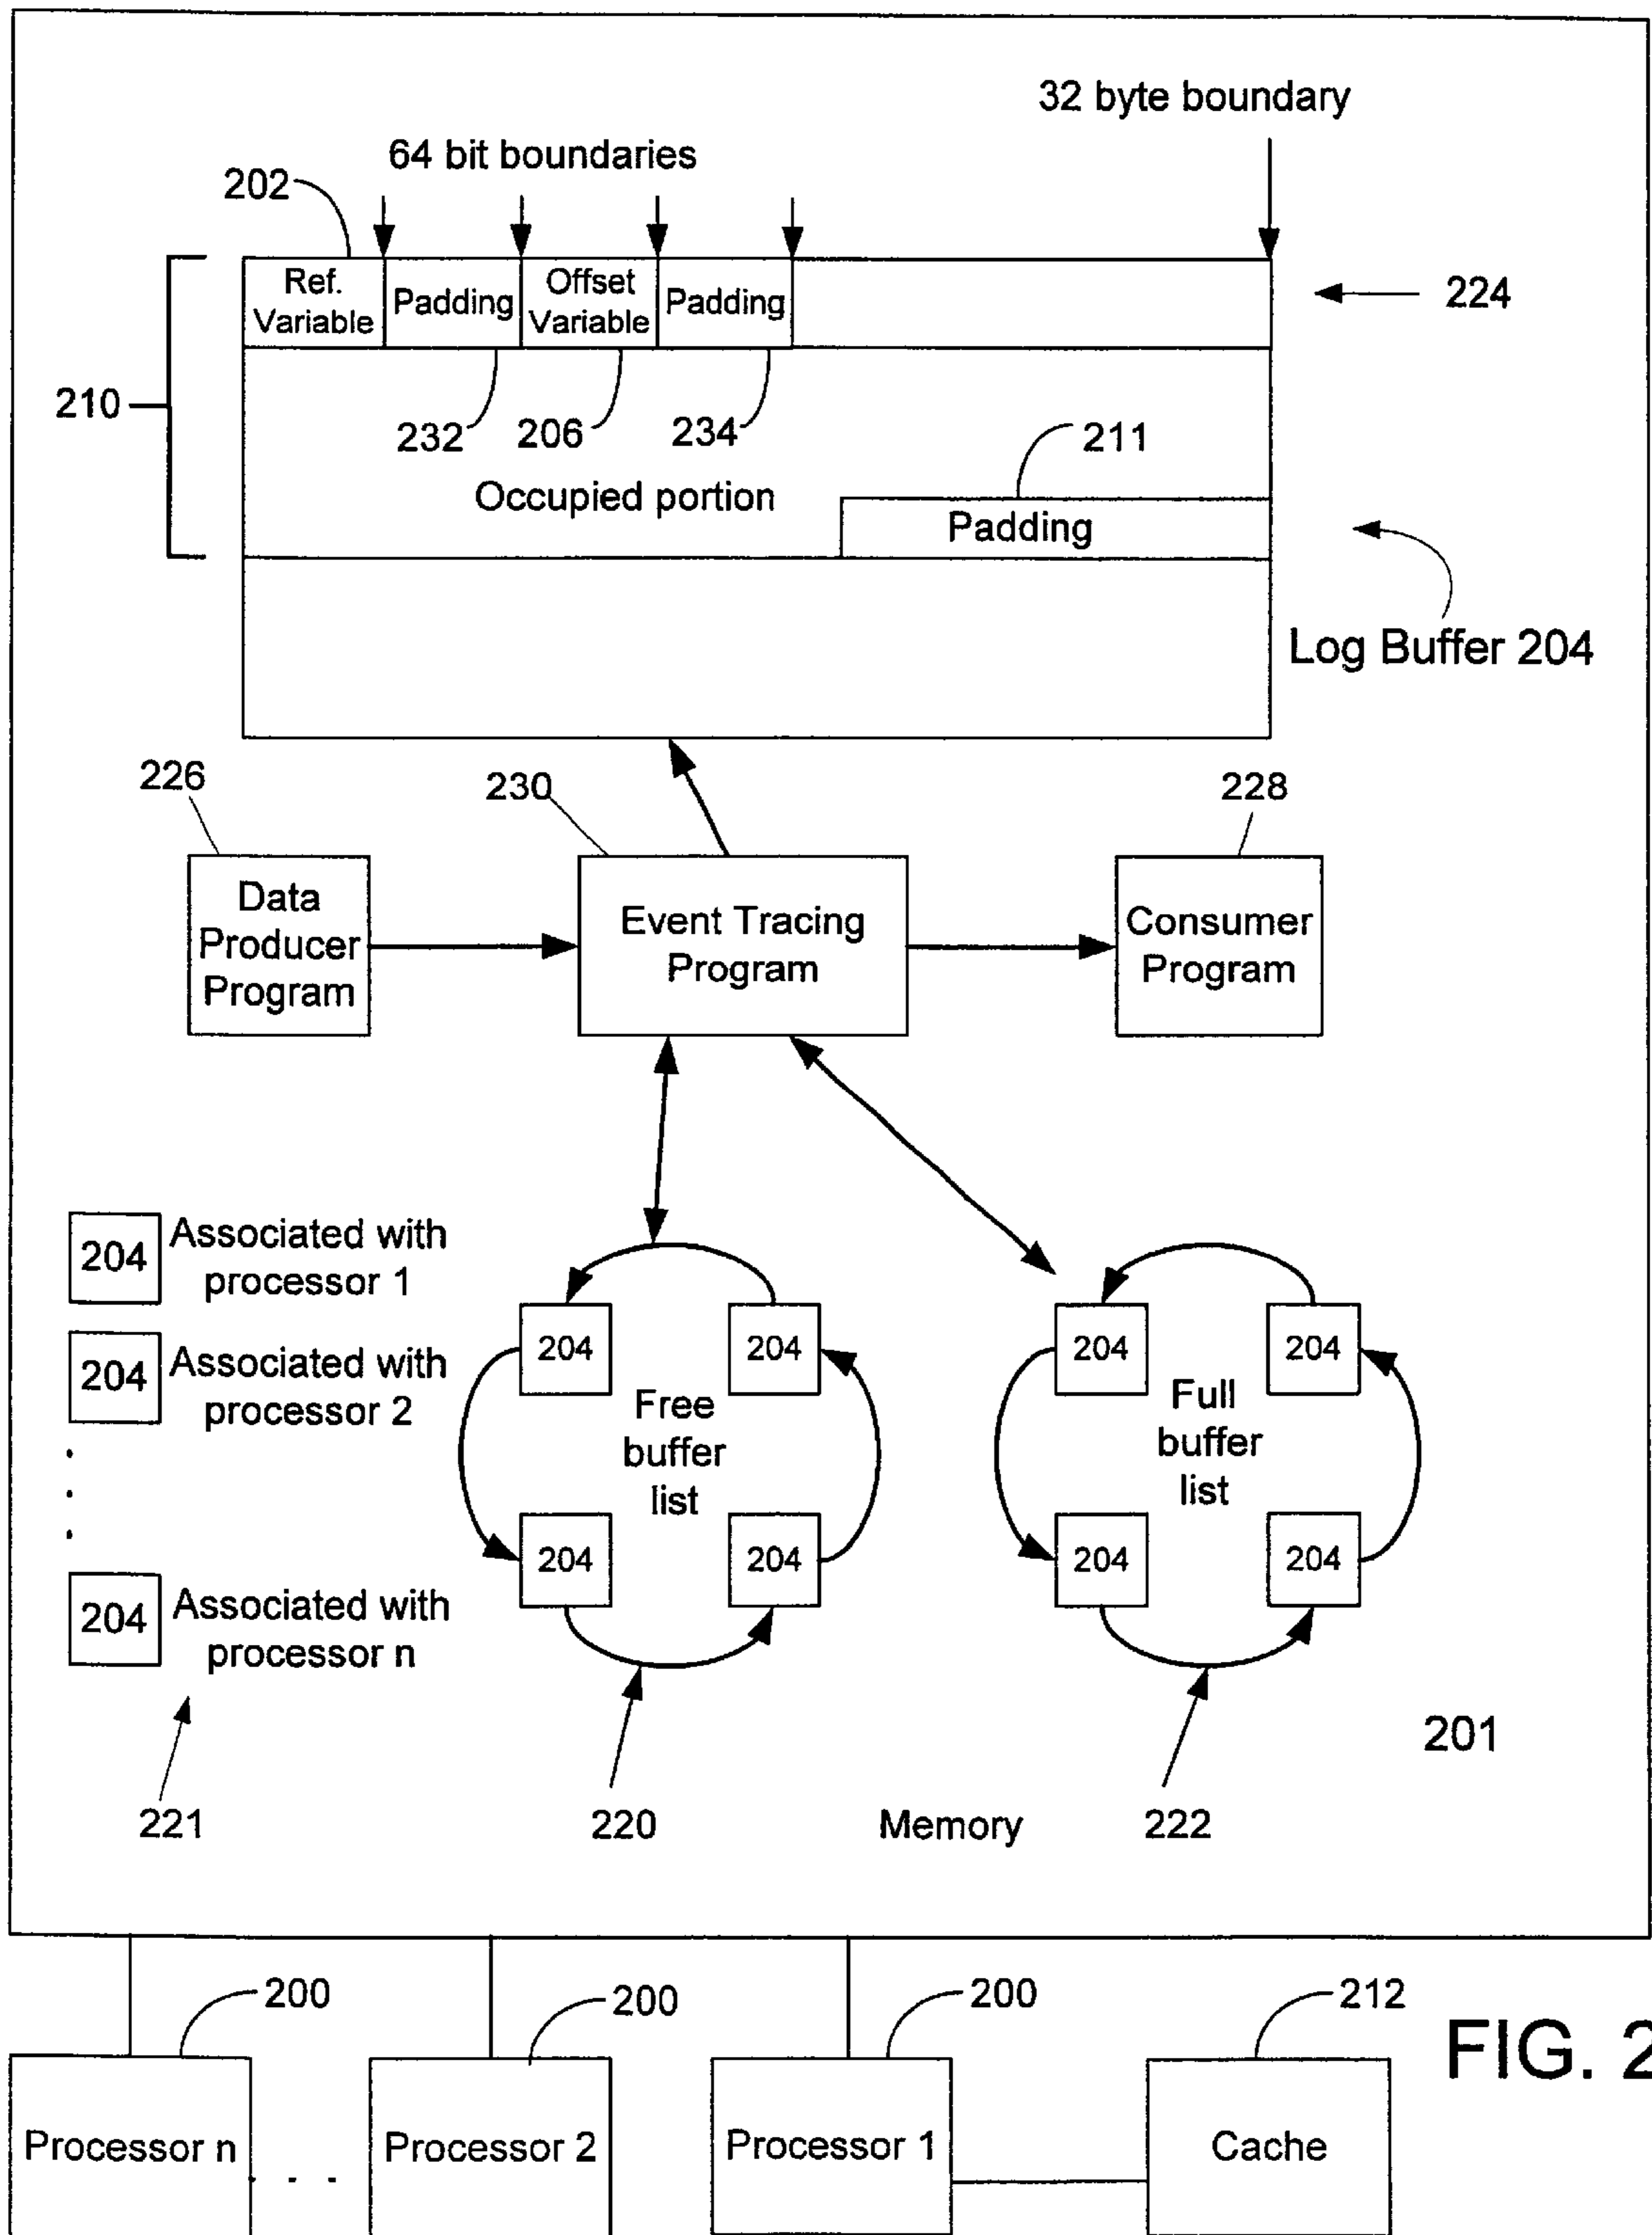 32 byte boundary
64 bit boundaries
202
Ref.
Variable
Padding
Offset
Variable
Padding
224
210
232
206
234
211
Occupied portion
Padding
Log Buffer 204
226
230
228
Data
Producer
Program
Event Tracing
Program
Consumer
Program
204
Associated with
processor 1
204
Associated with
processor 2
204
Associated with
processor n
204
204
Free
buffer
list
204
204
204
204
Full
buffer
list
204
204
201
221
220
Memory
222
200
200
200
212
FIG. 2
Processor n
. . .
Processor 2
Processor 1
Cache